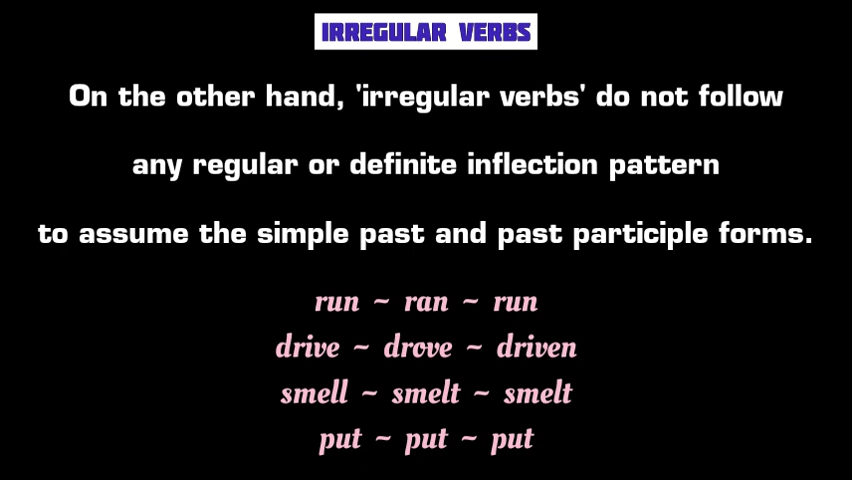 IRREGULAR VERBS
On the other hand, 'irregular verbs' do not follow
any regular or definite inflection pattern
to assume the simple past and past participle forms.
run ~ ran ~ run
drive ~ drove ~ driven
smell ~ smelt ~ smelt
put ~ put ~ put